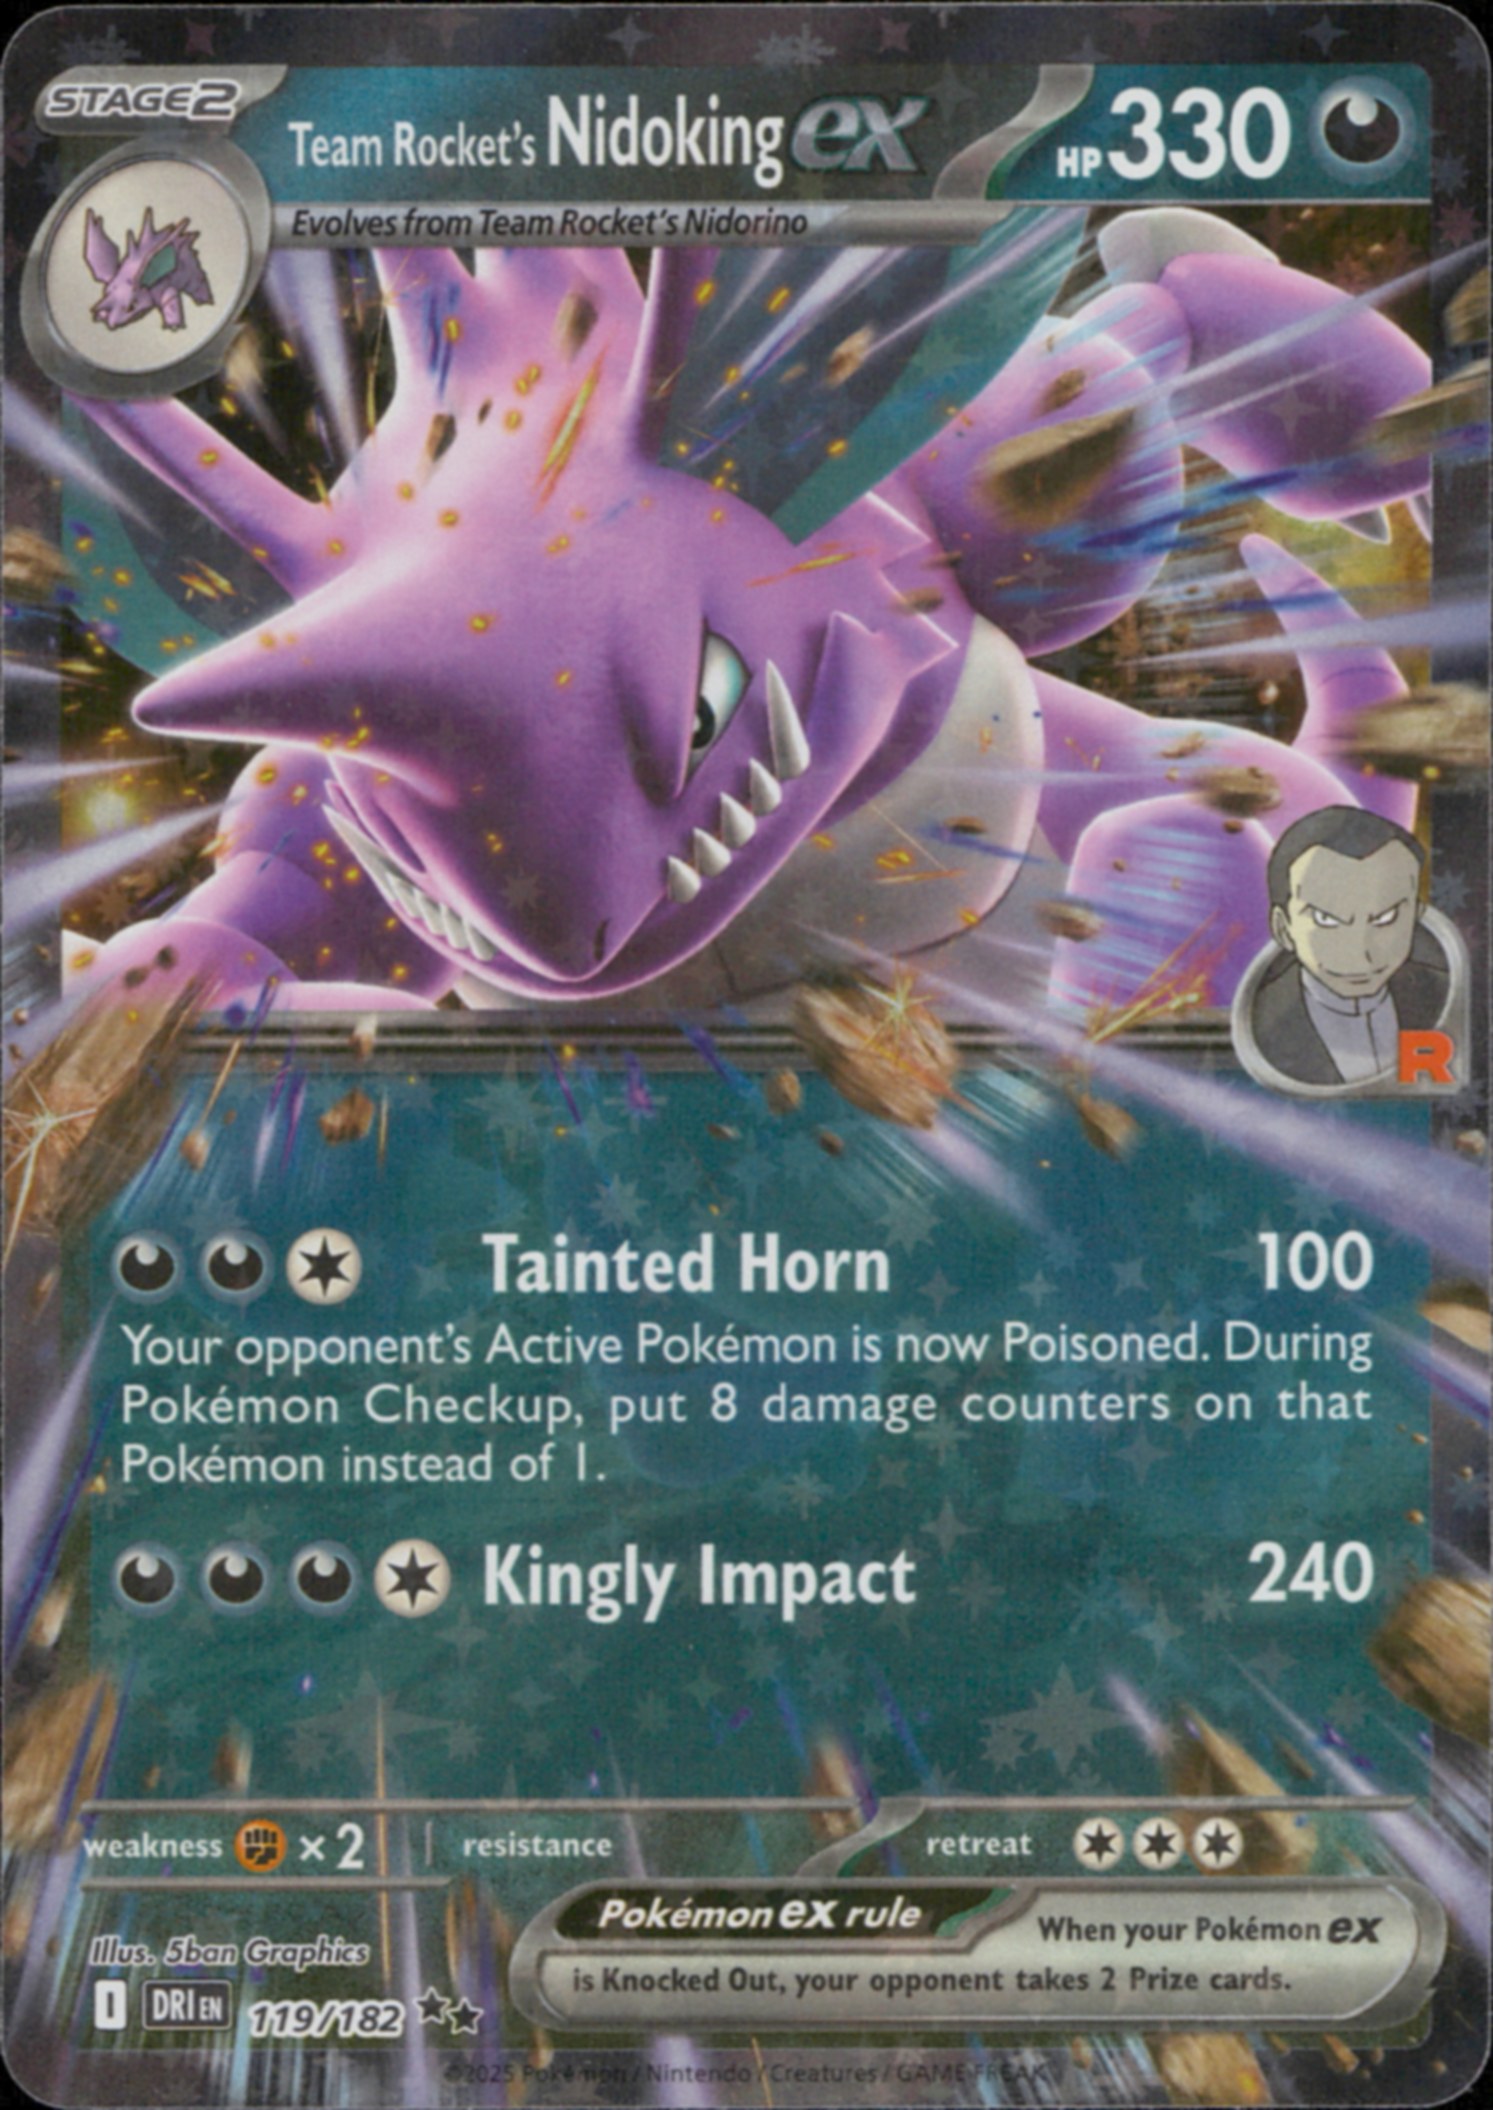 STAGE2
Team Rocket's Nidoking ex
HP 330
Evolves from Team Rocket's Nidorino
R
Tainted Horn 100
Your opponent's Active Pokémon is now Poisoned. During
Pokémon Checkup, put 8 damage counters on that
Pokémon instead of 1.
Kingly Impact 240
weakness ×2 resistance retreat
Pokémon ex rule
When your Pokémon ex
is Knocked Out, your opponent takes 2 Prize cards.
Illus. 5ban Graphics
I DRI EN 119/182
©2025 Pokémon / Nintendo / Creatures / GAME FREAK